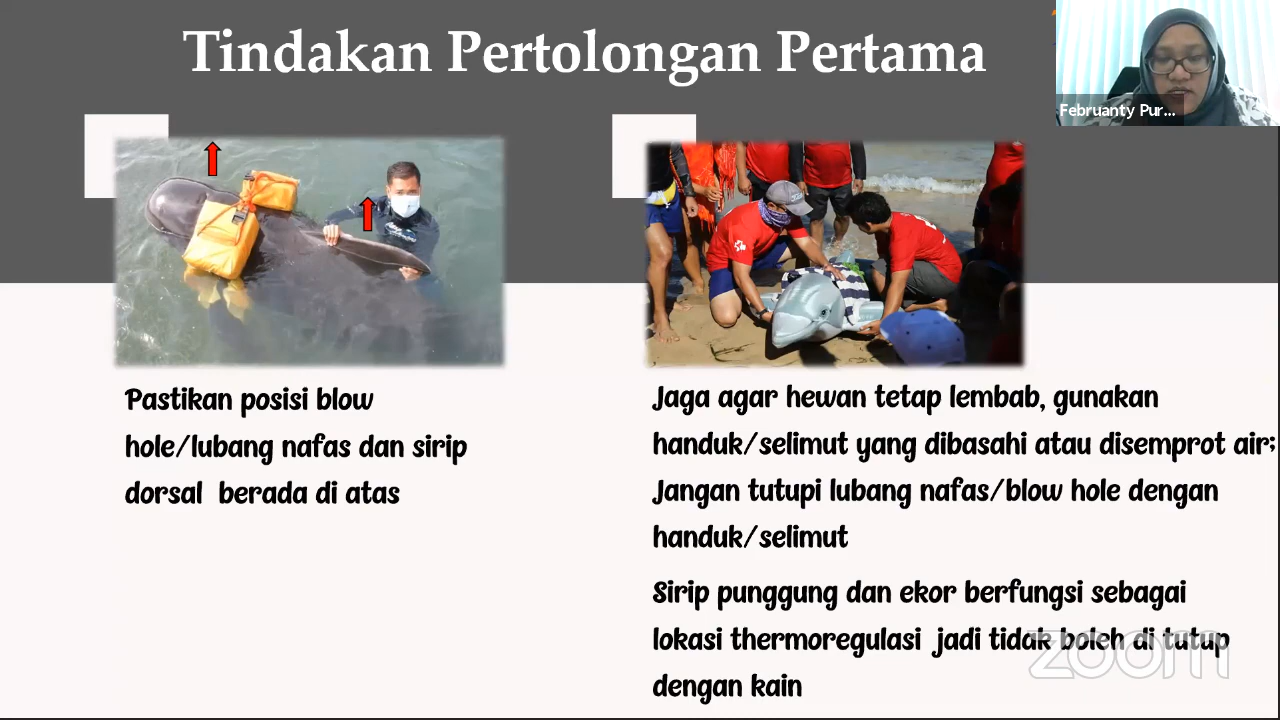 Tindakan Pertolongan Pertama
Februanty Pur...
Pastikan posisi blow
hole/lubang nafas dan sirip
dorsal berada di atas
Jaga agar hewan tetap lembab, gunakan
handuk/selimut yang dibasahi atau disemprot air;
Jangan tutupi lubang nafas/blow hole dengan
handuk/selimut
Sirip punggung dan ekor berfungsi sebagai
lokasi thermoregulasi jadi tidak boleh di tutup
dengan kain
zoom